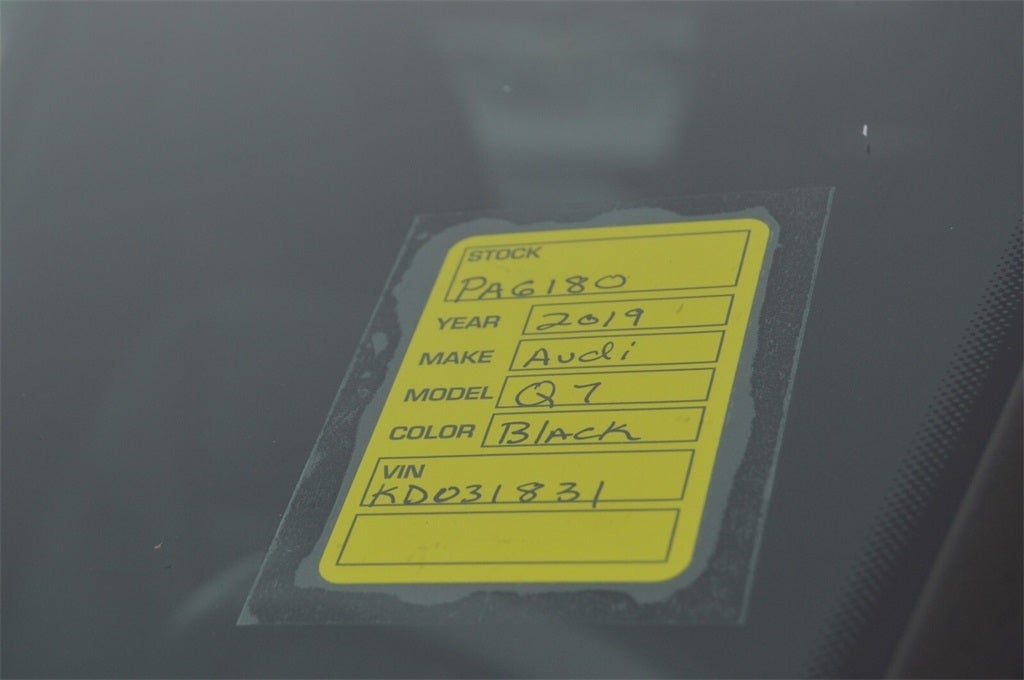 STOCK
PA6180
YEAR 2019
MAKE Audi
MODEL Q7
COLOR Black
VIN
KD031831